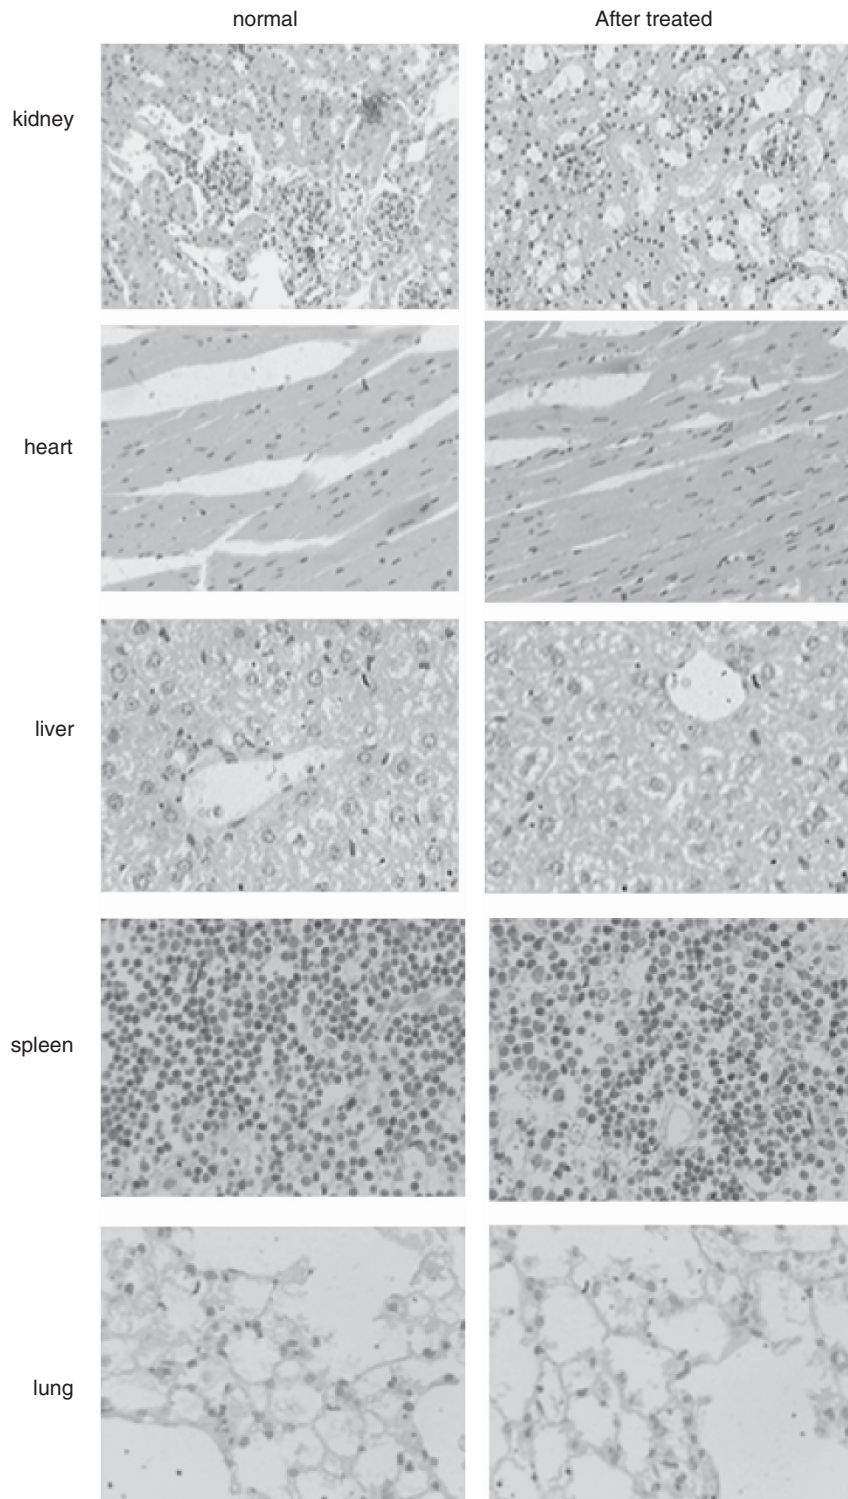 normal
After treated
kidney
heart
liver
spleen
lung